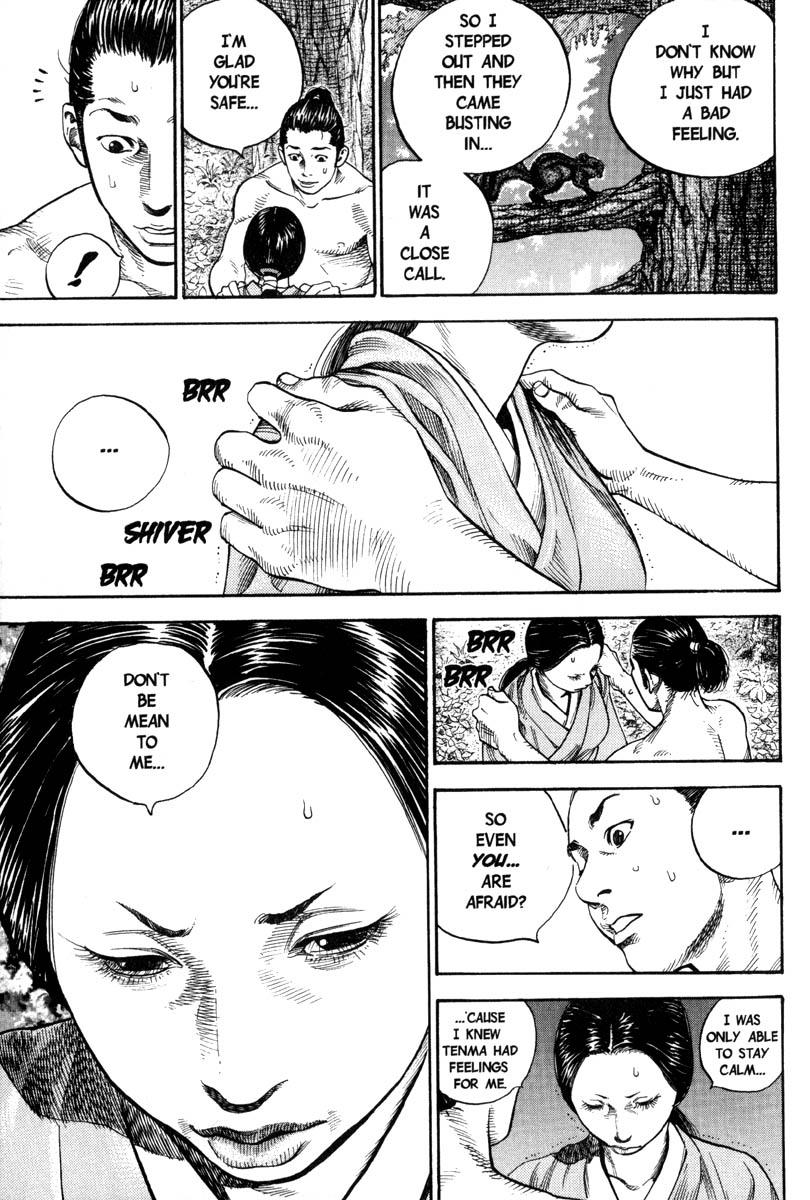 I
DON'T KNOW
WHY BUT
I JUST HAD
A BAD
FEELING.
SO I
STEPPED
OUT AND
THEN THEY
CAME
BUSTING
IN...
IT
WAS
A
CLOSE
CALL.
I'M
GLAD
YOU'RE
SAFE...
!
BRR
...
SHIVER
BRR
BRR
BRR
...
SO
EVEN
YOU...
ARE
AFRAID?
I WAS
ONLY ABLE
TO STAY
CALM...
...'CAUSE
I KNEW
TENMA HAD
FEELINGS
FOR ME.
DON'T
BE
MEAN
TO
ME...